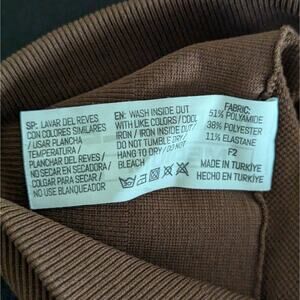 SP: LAVAR DEL REVES
CON COLORES SIMILARES
/ USAR PLANCHA
TEMPERATURA /
PLANCHAR DEL REVES /
NO SECAR EN SECADORA /
COLGAR PARA SECAR /
NO USE BLANQUEADOR
EN: WASH INSIDE OUT
WITH LIKE COLORS / COOL
IRON / IRON INSIDE OUT /
DO NOT TUMBLE DRY /
HANG TO DRY / DO NOT
BLEACH
FABRIC:
51% POLYAMIDE
38% POLYESTER
11% ELASTANE
F2
MADE IN TURKIYE
HECHO EN TURKIYE